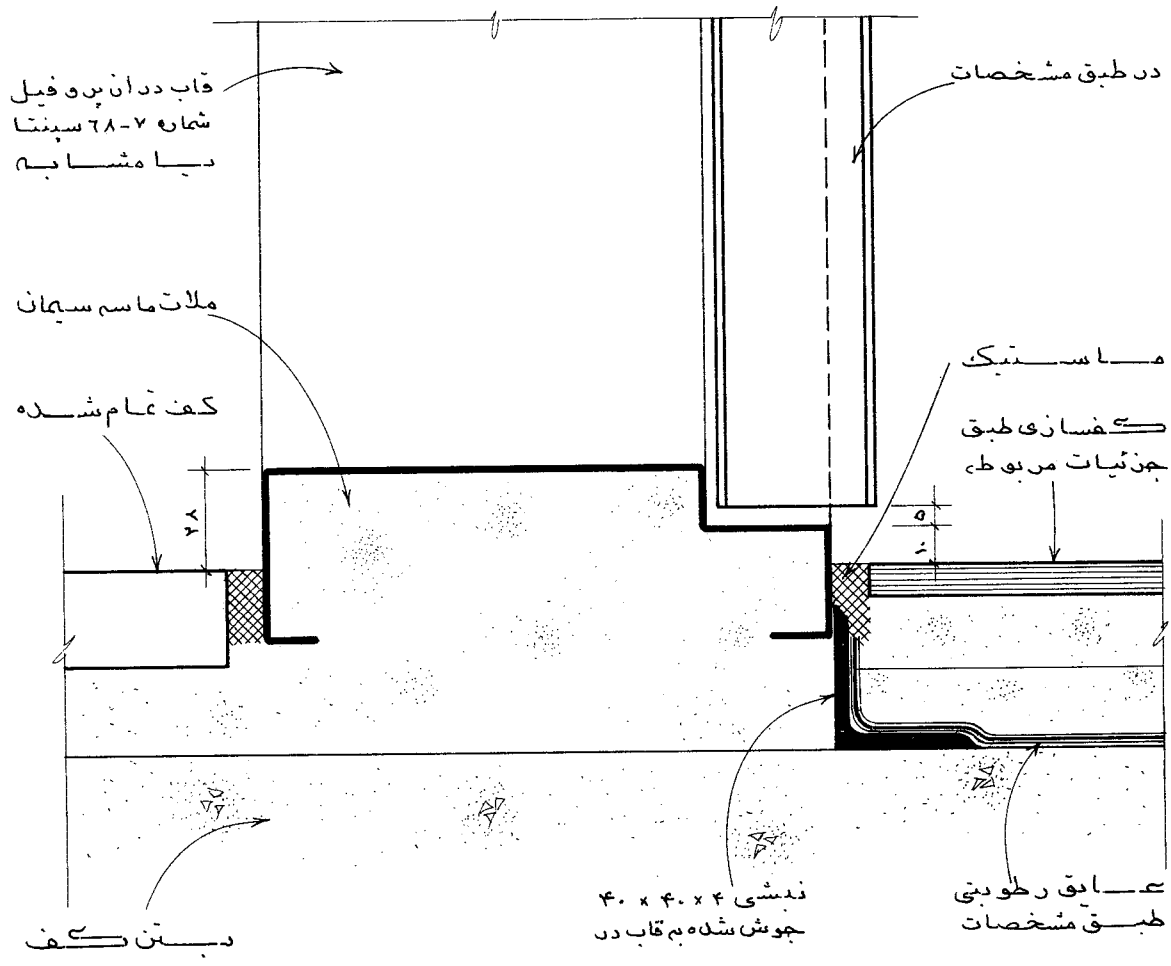 در طبق مشخصات
قاب در از پروفیل
شماره ۷-۶۸ سپنتا
یا مشابه
ملات ماسه سیمان
ماستیک
کف تمام شده
کفسازی طبق
جزئیات مربوطه
۲۸
۵
۱۰
نبشی ۴ × ۴۰ × ۴۰
جوش شده به قاب در
عایق رطوبتی
طبق مشخصات
بتن کف